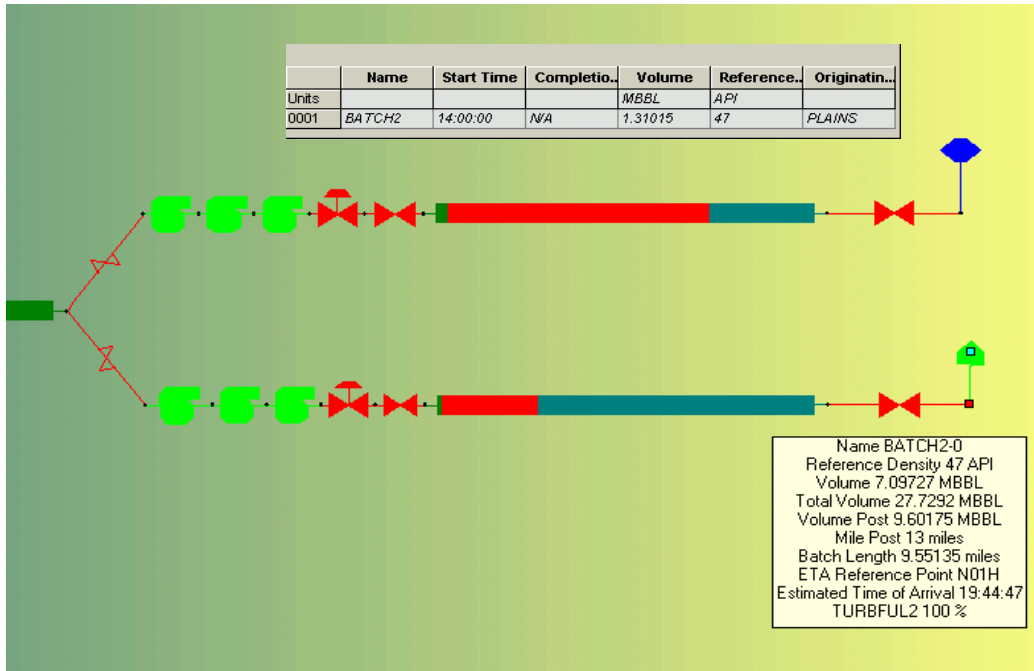 Name Start Time Completio.. Volume Reference.. Originatin...
Units MBBL API
0001 BATCH2 14:00:00 N/A 1.31015 47 PLAINS
Name BATCH2-0
Reference Density 47 API
Volume 7.09727 MBBL
Total Volume 27.7292 MBBL
Volume Post 9.60175 MBBL
Mile Post 13 miles
Batch Length 9.55135 miles
ETA Reference Point N01H
Estimated Time of Arrival 19:44:47
TURBFUL2 100 %